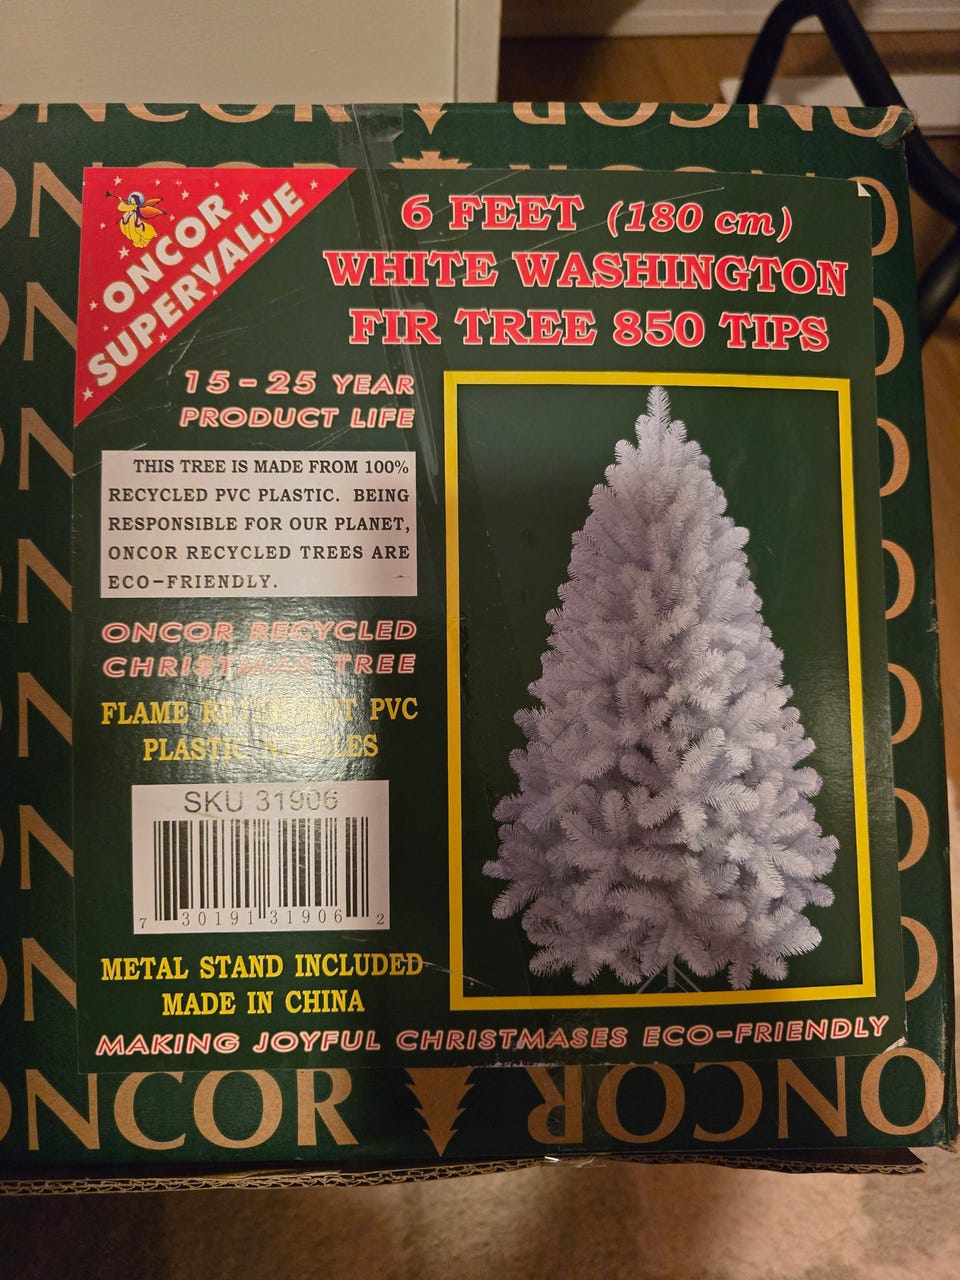 ONCOR
ONCOR
ONCOR
SUPERVALUE
6 FEET (180 cm)
WHITE WASHINGTON
FIR TREE 850 TIPS
15-25 YEAR
PRODUCT LIFE
THIS TREE IS MADE FROM 100%
RECYCLED PVC PLASTIC. BEING
RESPONSIBLE FOR OUR PLANET,
ONCOR RECYCLED TREES ARE
ECO-FRIENDLY.
ONCOR RECYCLED
CHRISTMAS TREE
FLAME PVC
PLASTIC
SKU 31906
7 30191 31906 2
METAL STAND INCLUDED
MADE IN CHINA
MAKING JOYFUL CHRISTMASES ECO-FRIENDLY
ONCOR ONCOR